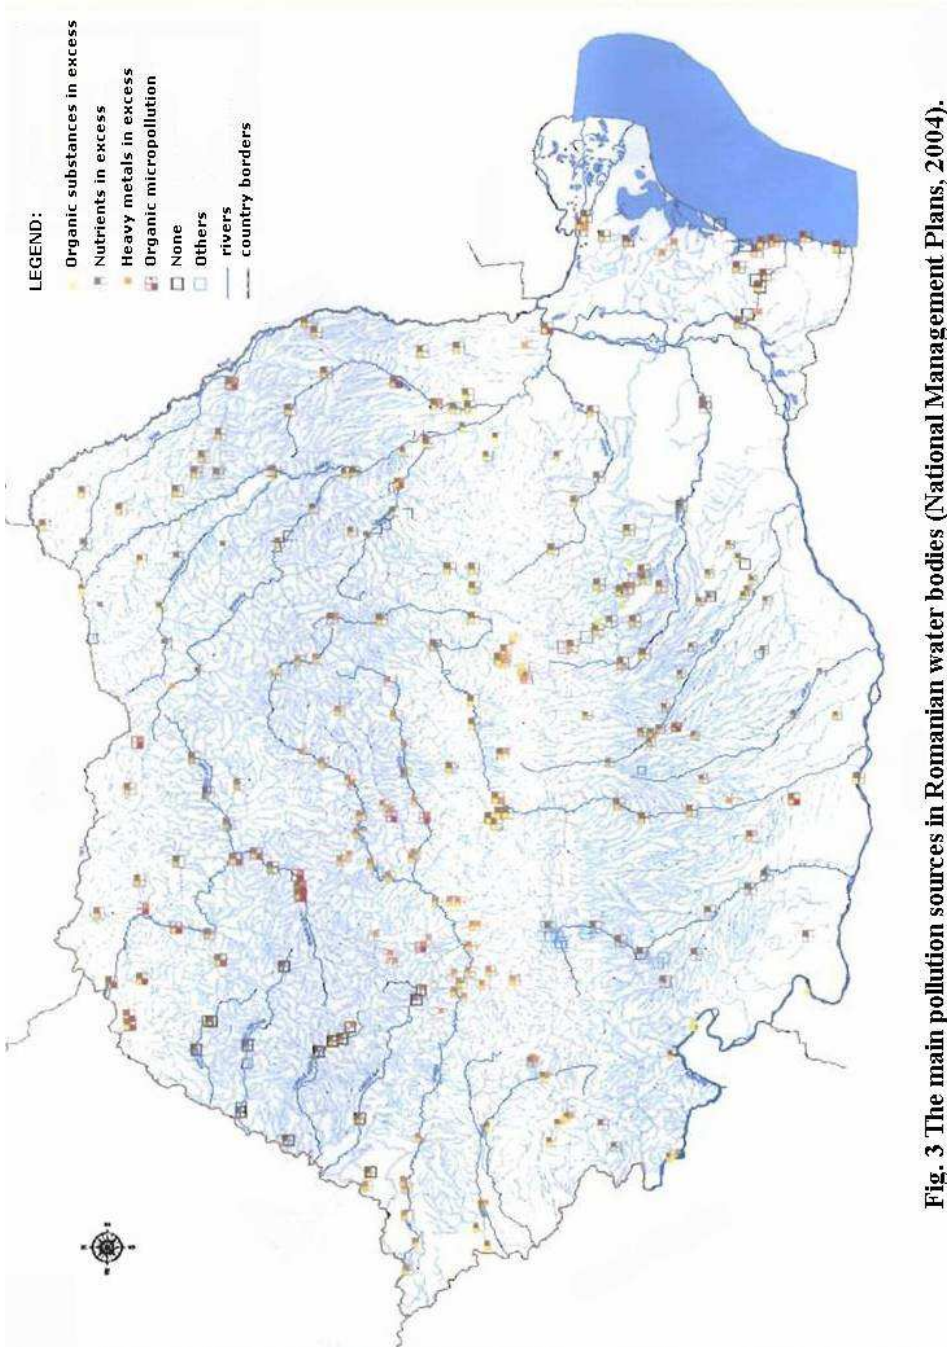 LEGEND:
Organic substances in excess
Nutrients in excess
Heavy metals in excess
Organic micropollution
None
Others
rivers
country borders
Fig. 3 The main pollution sources in Romanian water bodies (National Management Plans, 2004).